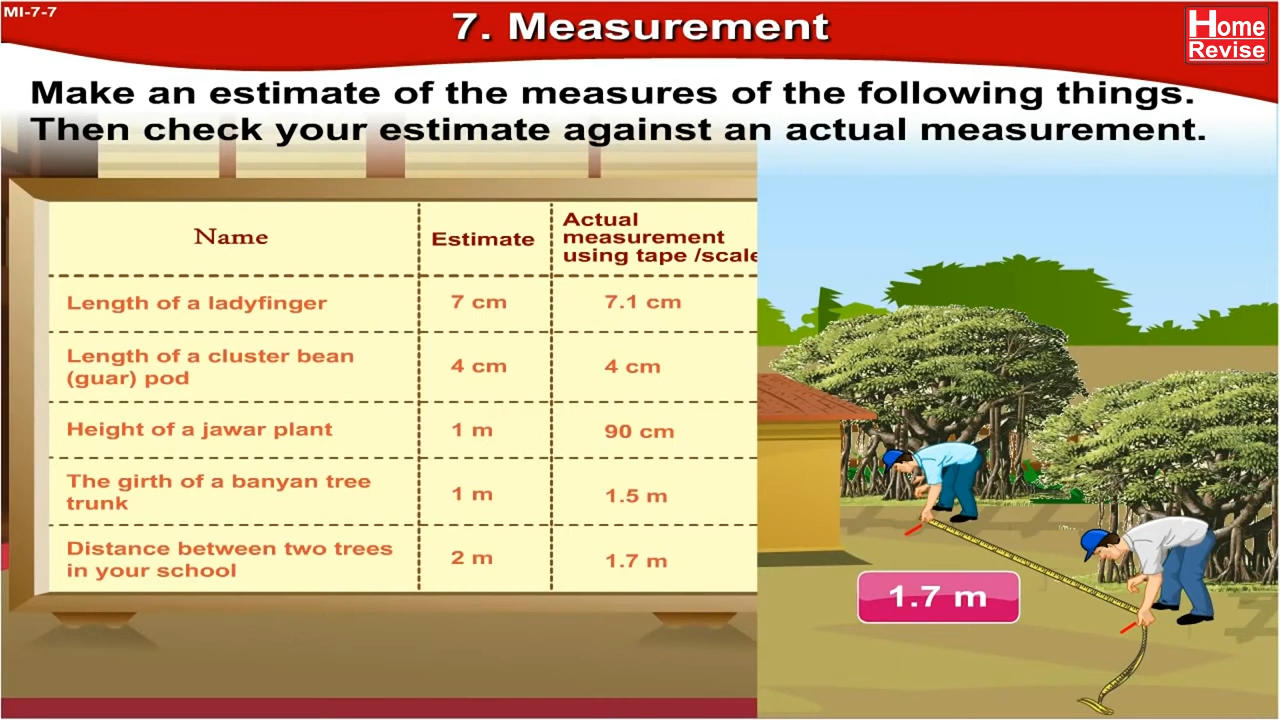 MI-7-7
7. Measurement
Home
Revise
Make an estimate of the measures of the following things.
Then check your estimate against an actual measurement.
Name
Estimate
Actual
measurement
using tape /scale
Length of a ladyfinger
7 cm
7.1 cm
Length of a cluster bean
(guar) pod
4 cm
4 cm
Height of a jawar plant
1 m
90 cm
The girth of a banyan tree
trunk
1 m
1.5 m
Distance between two trees
in your school
2 m
1.7 m
1.7 m